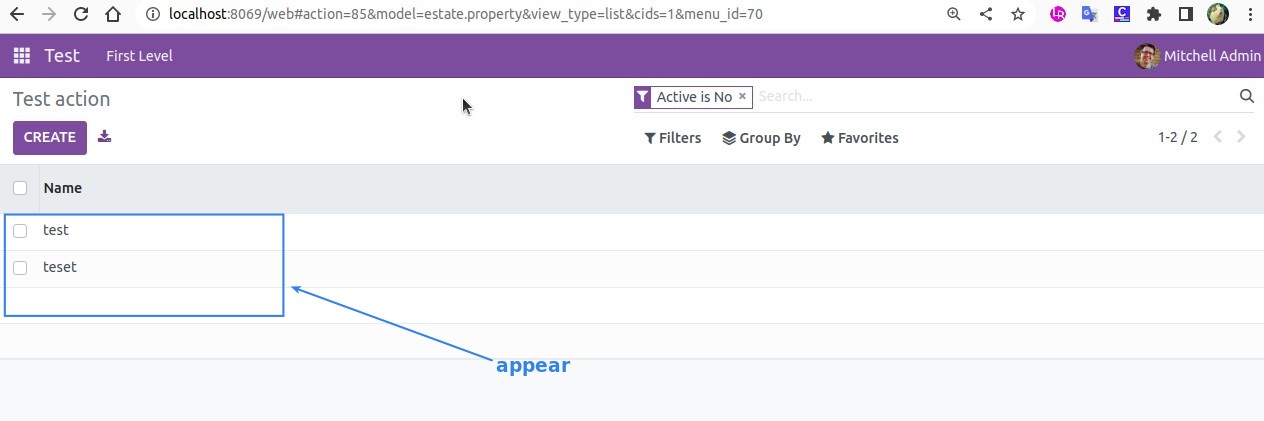 localhost:8069/web#action=85&model=estate.property&view_type=list&cids=1&menu_id=70
Test First Level Mitchell Admin
Test action
Active is No × Search...
CREATE Filters Group By Favorites 1-2 / 2
Name
test
teset
appear